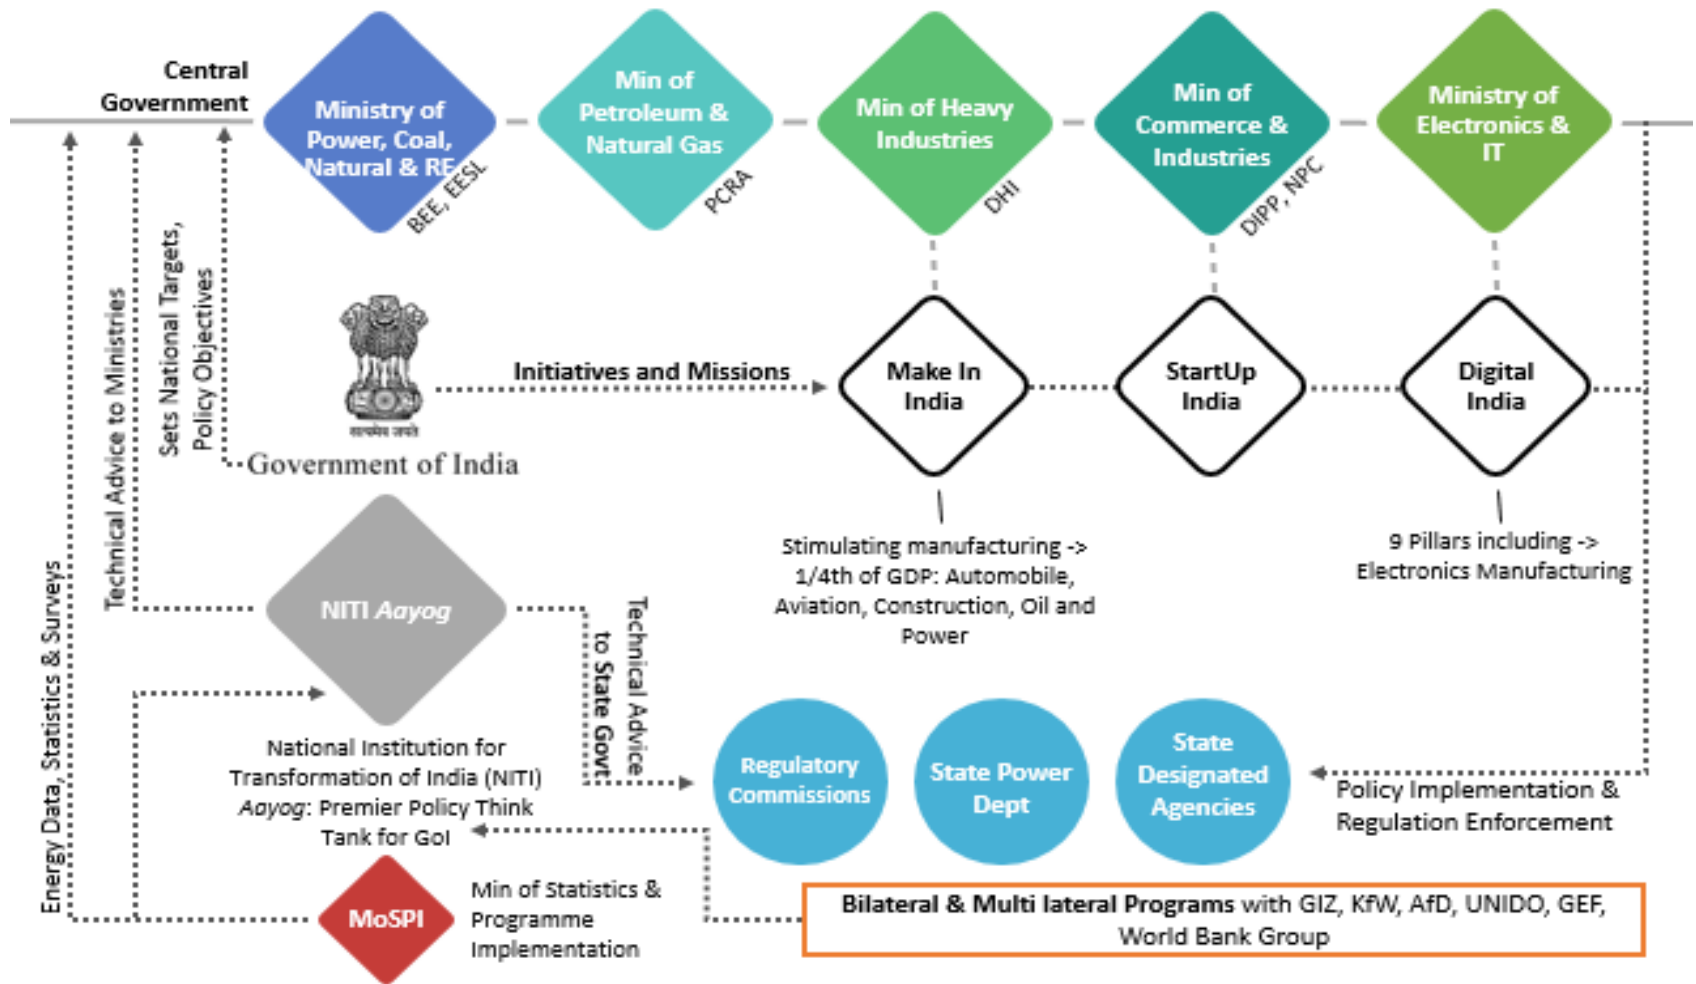 Central
Government
Ministry of
Power, Coal,
Natural & RE
BEE, EESL
Min of
Petroleum &
Natural Gas
PCRA
Min of Heavy
Industries
DHI
Min of
Commerce &
Industries
DIPP, NPC
Ministry of
Electronics &
IT
Energy Data, Statistics & Surveys
Technical Advice to Ministries
Sets National Targets,
Policy Objectives
सत्यमेव जयते
Government of India
Initiatives and Missions
Make In
India
StartUp
India
Digital
India
Stimulating manufacturing ->
1/4th of GDP: Automobile,
Aviation, Construction, Oil and
Power
9 Pillars including ->
Electronics Manufacturing
NITI Aayog
Technical Advice
to State Govt.
National Institution for
Transformation of India (NITI)
Aayog: Premier Policy Think
Tank for GoI
Regulatory
Commissions
State Power
Dept
State
Designated
Agencies
Policy Implementation &
Regulation Enforcement
MoSPI
Min of Statistics &
Programme
Implementation
Bilateral & Multi lateral Programs with GIZ, KfW, AfD, UNIDO, GEF,
World Bank Group